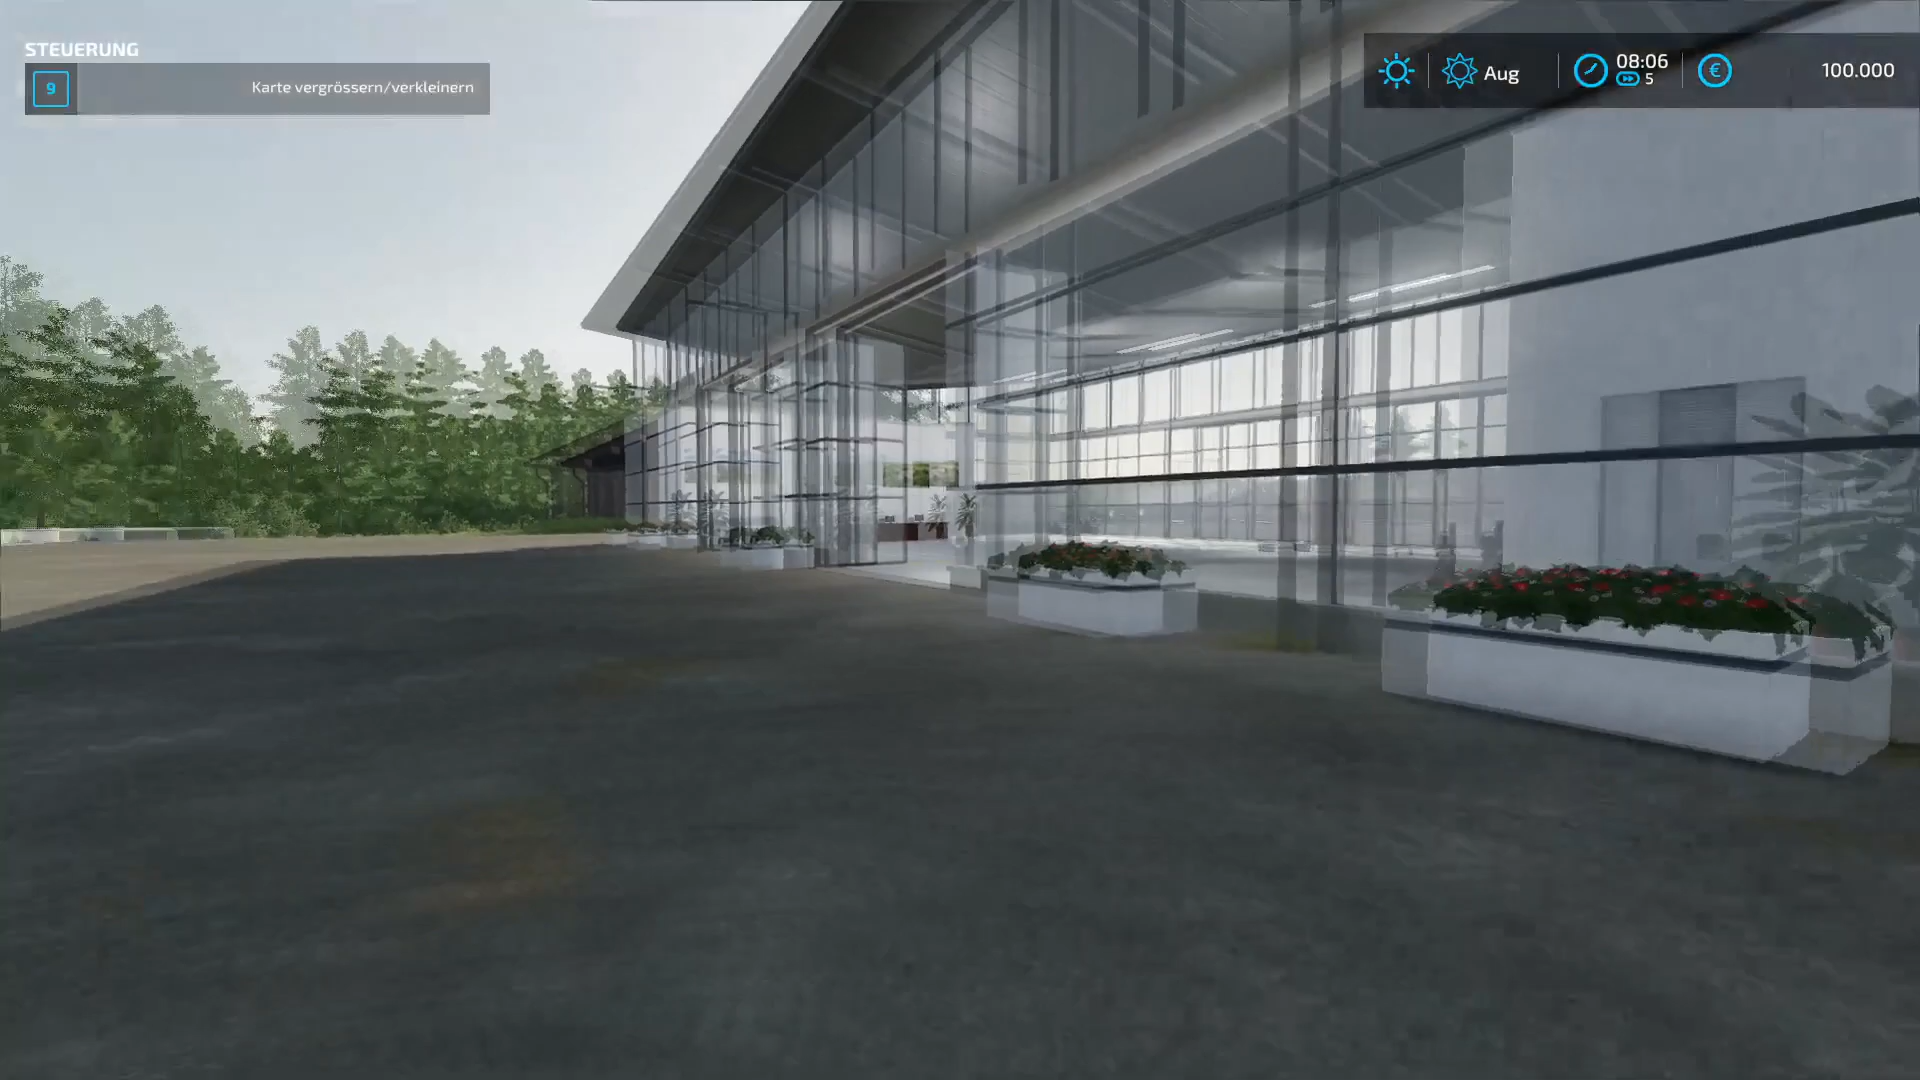 STEUERUNG
9 Karte vergrössern/verkleinern
Aug
08:06
5
€
100.000